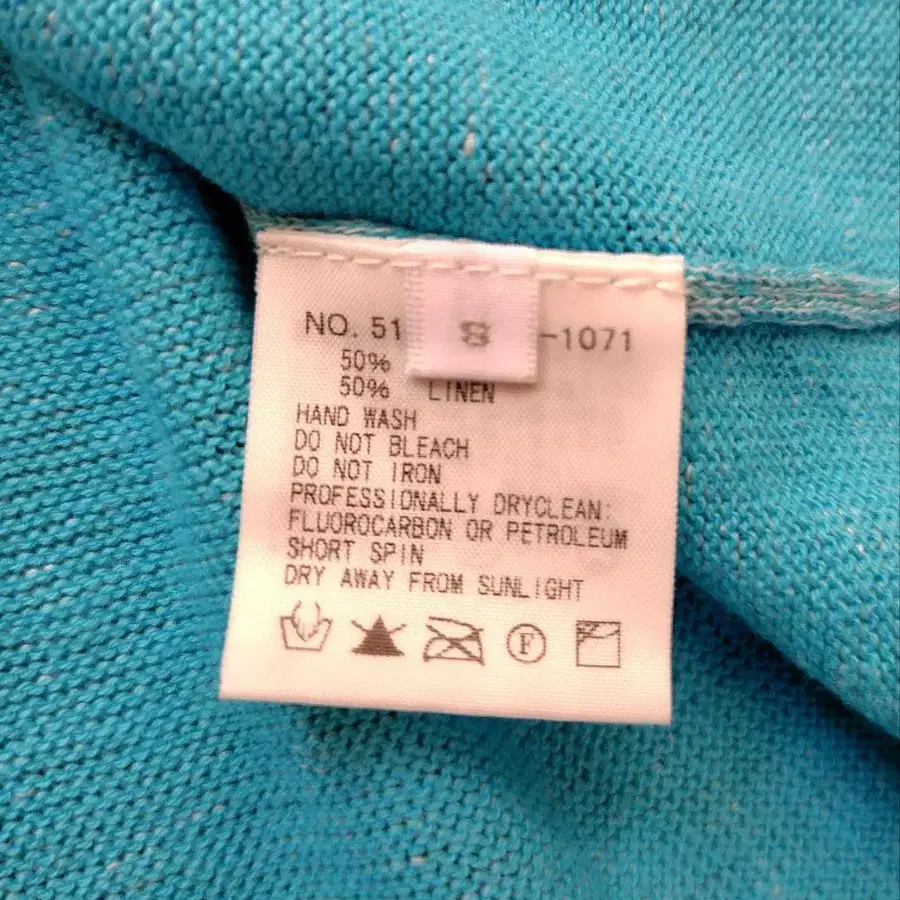 NO. 51 S -1071
50%
50% LINEN
HAND WASH
DO NOT BLEACH
DO NOT IRON
PROFESSIONALLY DRYCLEAN:
FLUOROCARBON OR PETROLEUM
SHORT SPIN
DRY AWAY FROM SUNLIGHT
F